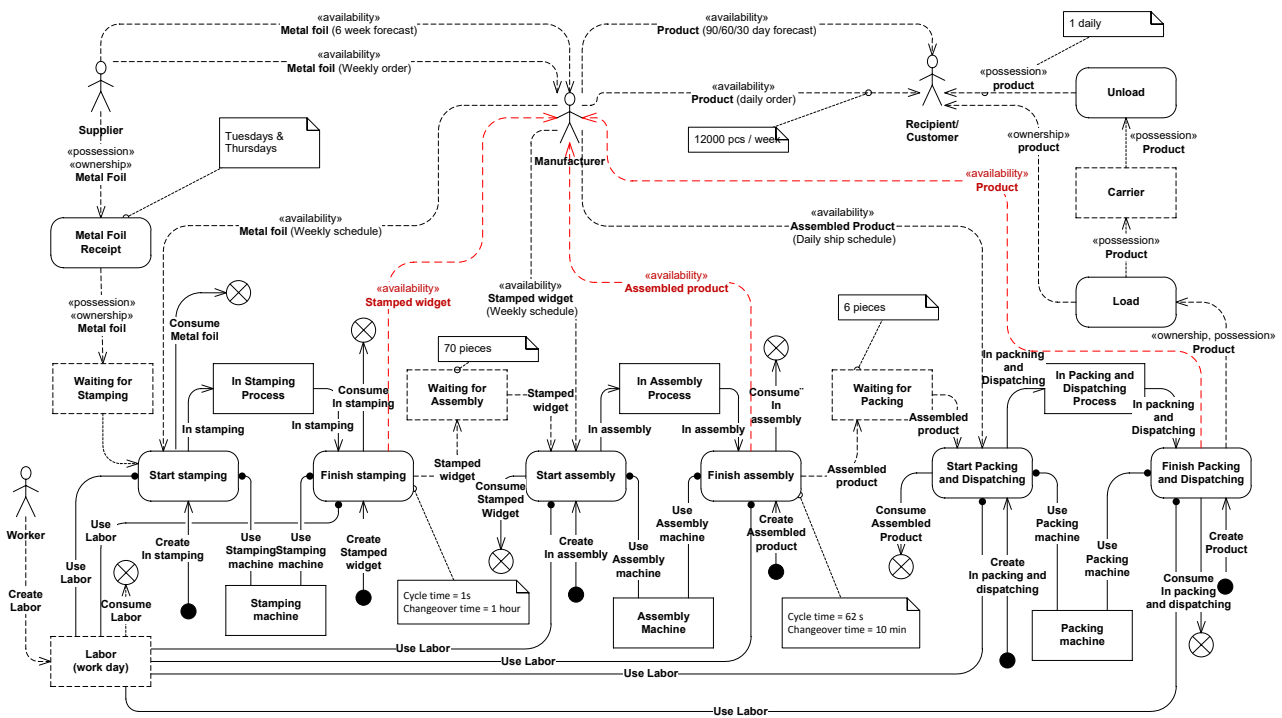 «availability»
Metal foil (6 week forecast)
«availability»
Product (90/60/30 day forecast)
1 daily
«availability»
Metal foil (Weekly order)
«possession»
product
Unload
«availability»
Product (daily order)
Supplier
Recipient/
Customer
Tuesdays &
Thursdays
12000 pcs / week
«ownership»
product
«possession»
Product
«possession»
«ownership»
Metal Foil
Manufacturer
«availability»
Product
Carrier
Metal Foil
Receipt
«availability»
Metal foil (Weekly schedule)
«availability»
Assembled Product
(Daily ship schedule)
«possession»
Product
«possession»
«ownership»
Metal foil
«availability»
Stamped widget
«availability»
Stamped widget
(Weekly schedule)
«availability»
Assembled product
Load
6 pieces
Consume
Metal foil
«ownership, possession»
Product
70 pieces
In packning
and
Dispatching
Waiting for
Stamping
In Stamping
Process
Consume
In stamping
Waiting for
Assembly
Stamped
widget
In Assembly
Process
Consume
In
assembly
Waiting for
Packing
In Packing and
Dispatching
Process
In stamping
In stamping
In assembly
In assembly
Assembled
product
In packning
and
Dispatching
Start stamping
Finish stamping
Stamped
widget
Start assembly
Finish assembly
Assembled
product
Start Packing
and Dispatching
Finish Packing
and Dispatching
Worker
Use
Labor
Create
In stamping
Use
Stamping
machine
Use
Stamping
machine
Create
Stamped
widget
Consume
Stamped
Widget
Create
In assembly
Use
Assembly
machine
Use
Assembly
machine
Create
Assembled
product
Consume
Assembled
Product
Create
In packing and
dispatching
Use
Packing
machine
Use
Packing
machine
Consume
In packing
and dispatching
Create
Product
Use
Labor
Create
Labor
Consume
Labor
Stamping
machine
Cycle time = 1s
Changeover time = 1 hour
Assembly
Machine
Cycle time = 62 s
Changeover time = 10 min
Packing
machine
Labor
(work day)
Use Labor
Use Labor
Use Labor
Use Labor